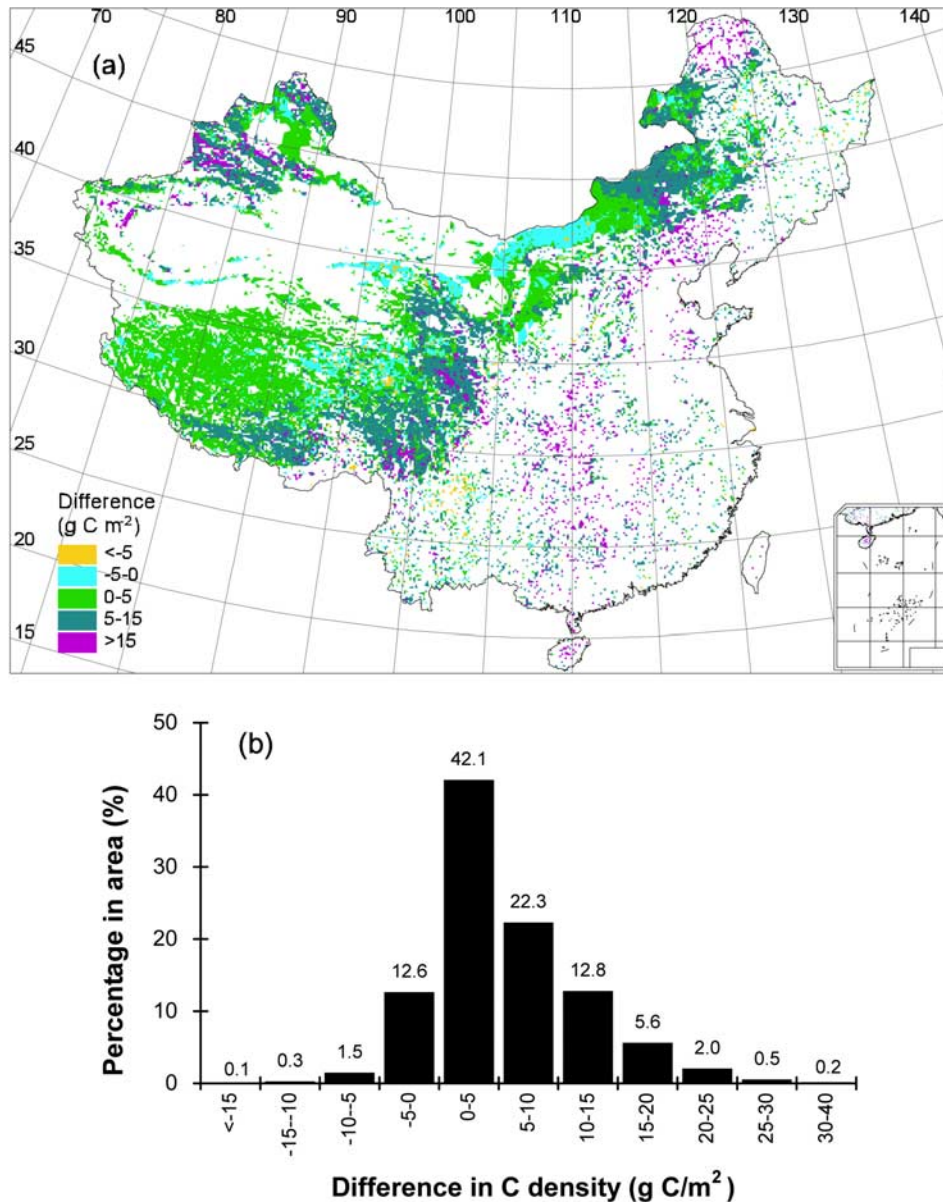 70 80 90 100 110 120 130 140
45
(a)
40
35
30
25
20
15
Difference
(g C m²)
<-5
-5-0
0-5
5-15
>15
50
(b)
42.1
40
30
22.3
20
12.6
12.8
10
5.6
0.1 0.3 1.5 2.0 0.5 0.2
0
<-15 -15--10 -10--5 -5-0 0-5 5-10 10-15 15-20 20-25 25-30 30-40
Percentage in area (%)
Difference in C density (g C/m²)